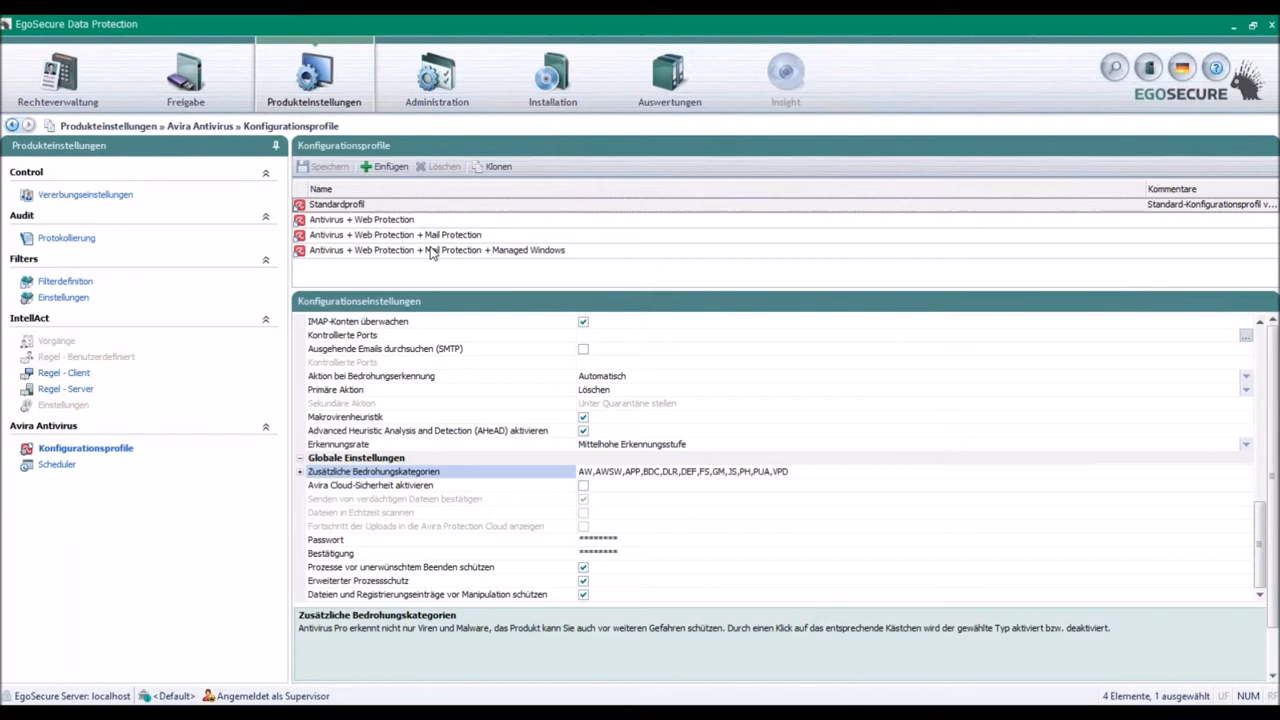 EgoSecure Data Protection
Rechteverwaltung
Freigabe
Produkteinstellungen
Administration
Installation
Auswertungen
Insight
EGOSECURE
Produkteinstellungen » Avira Antivirus » Konfigurationsprofile
Produkteinstellungen
Control
Vererbungseinstellungen
Audit
Protokollierung
Filters
Filterdefinition
Einstellungen
IntellAct
Vorgänge
Regel - Benutzerdefiniert
Regel - Client
Regel - Server
Einstellungen
Avira Antivirus
Konfigurationsprofile
Scheduler
Konfigurationsprofile
Speichern Einfügen Löschen Klonen
Name Kommentare
Standardprofil Standard-Konfigurationsprofil v...
Antivirus + Web Protection
Antivirus + Web Protection + Mail Protection
Antivirus + Web Protection + Mail Protection + Managed Windows
Konfigurationseinstellungen
IMAP-Konten überwachen
Kontrollierte Ports ...
Ausgehende Emails durchsuchen (SMTP)
Kontrollierte Ports
Aktion bei Bedrohungserkennung Automatisch
Primäre Aktion Löschen
Sekundäre Aktion Unter Quarantäne stellen
Makrovirenheuristik
Advanced Heuristic Analysis and Detection (AHeAD) aktivieren
Erkennungsrate Mittelhohe Erkennungsstufe
Globale Einstellungen
Zusätzliche Bedrohungskategorien AW,AWSW,APP,BDC,DLR,DEF,FS,GM,JS,PH,PUA,VPD
Avira Cloud-Sicherheit aktivieren
Senden von verdächtigen Dateien bestätigen
Dateien in Echtzeit scannen
Fortschritt der Uploads in die Avira Protection Cloud anzeigen
Passwort ********
Bestätigung ********
Prozesse vor unerwünschtem Beenden schützen
Erweiterter Prozessschutz
Dateien und Registrierungseinträge vor Manipulation schützen
Zusätzliche Bedrohungskategorien
Antivirus Pro erkennt nicht nur Viren und Malware, das Produkt kann Sie auch vor weiteren Gefahren schützen. Durch einen Klick auf das entsprechende Kästchen wird der gewählte Typ aktiviert bzw. deaktiviert.
EgoSecure Server: localhost <Default> Angemeldet als Supervisor 4 Elemente, 1 ausgewählt UF NUM RF